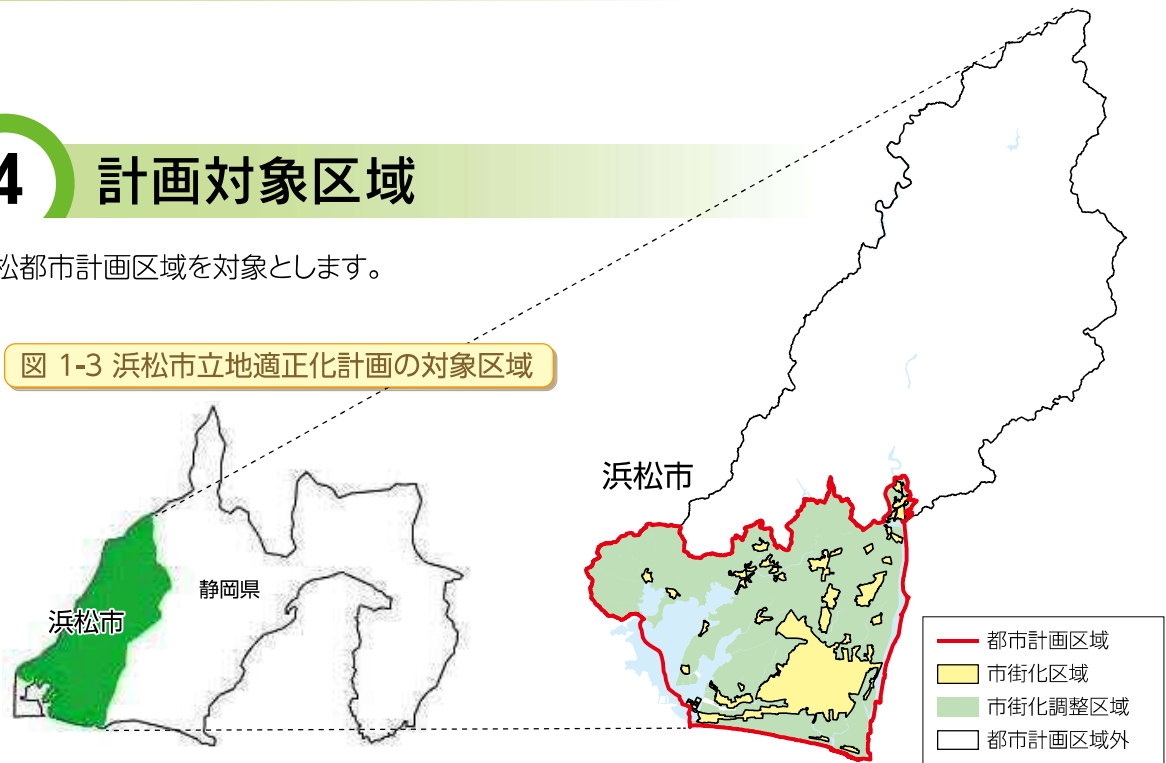 4 計画対象区域
松都市計画区域を対象とします。
図 1-3 浜松市立地適正化計画の対象区域
浜松市
静岡県
浜松市
都市計画区域
市街化区域
市街化調整区域
都市計画区域外